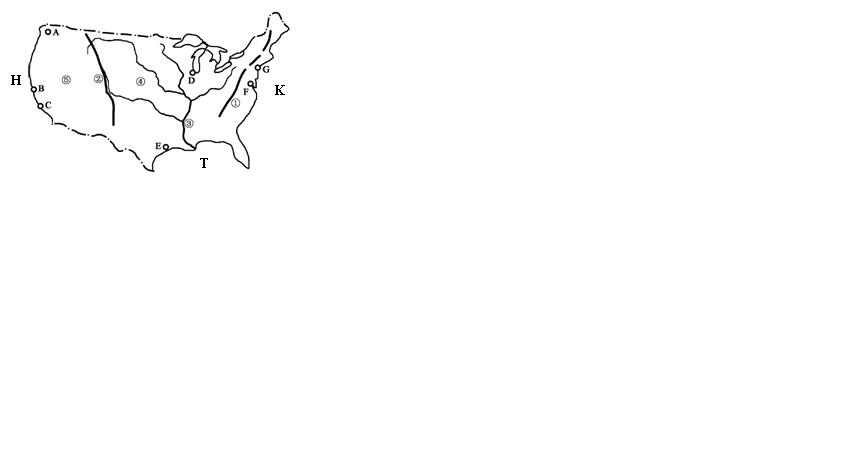 A
G
D
H
⑤
②
④
B
F
K
C
①
③
E
T